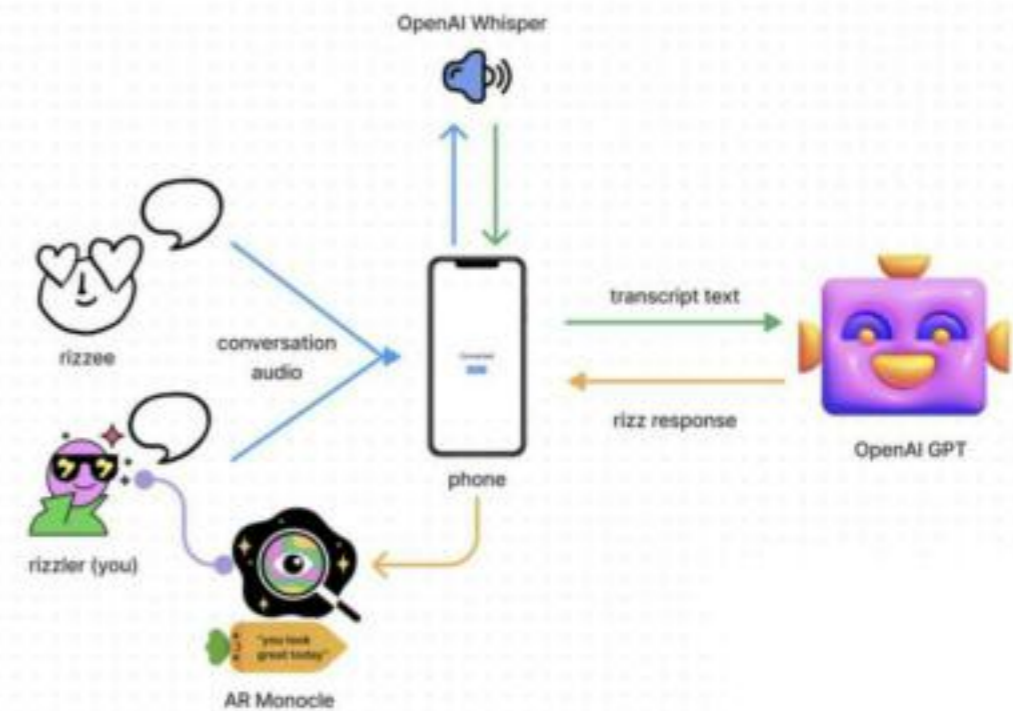 OpenAI Whisper
rizzee
conversation
audio
transcript text
rizz response
OpenAI GPT
phone
rizzler (you)
"you look
great today"
AR Monocle